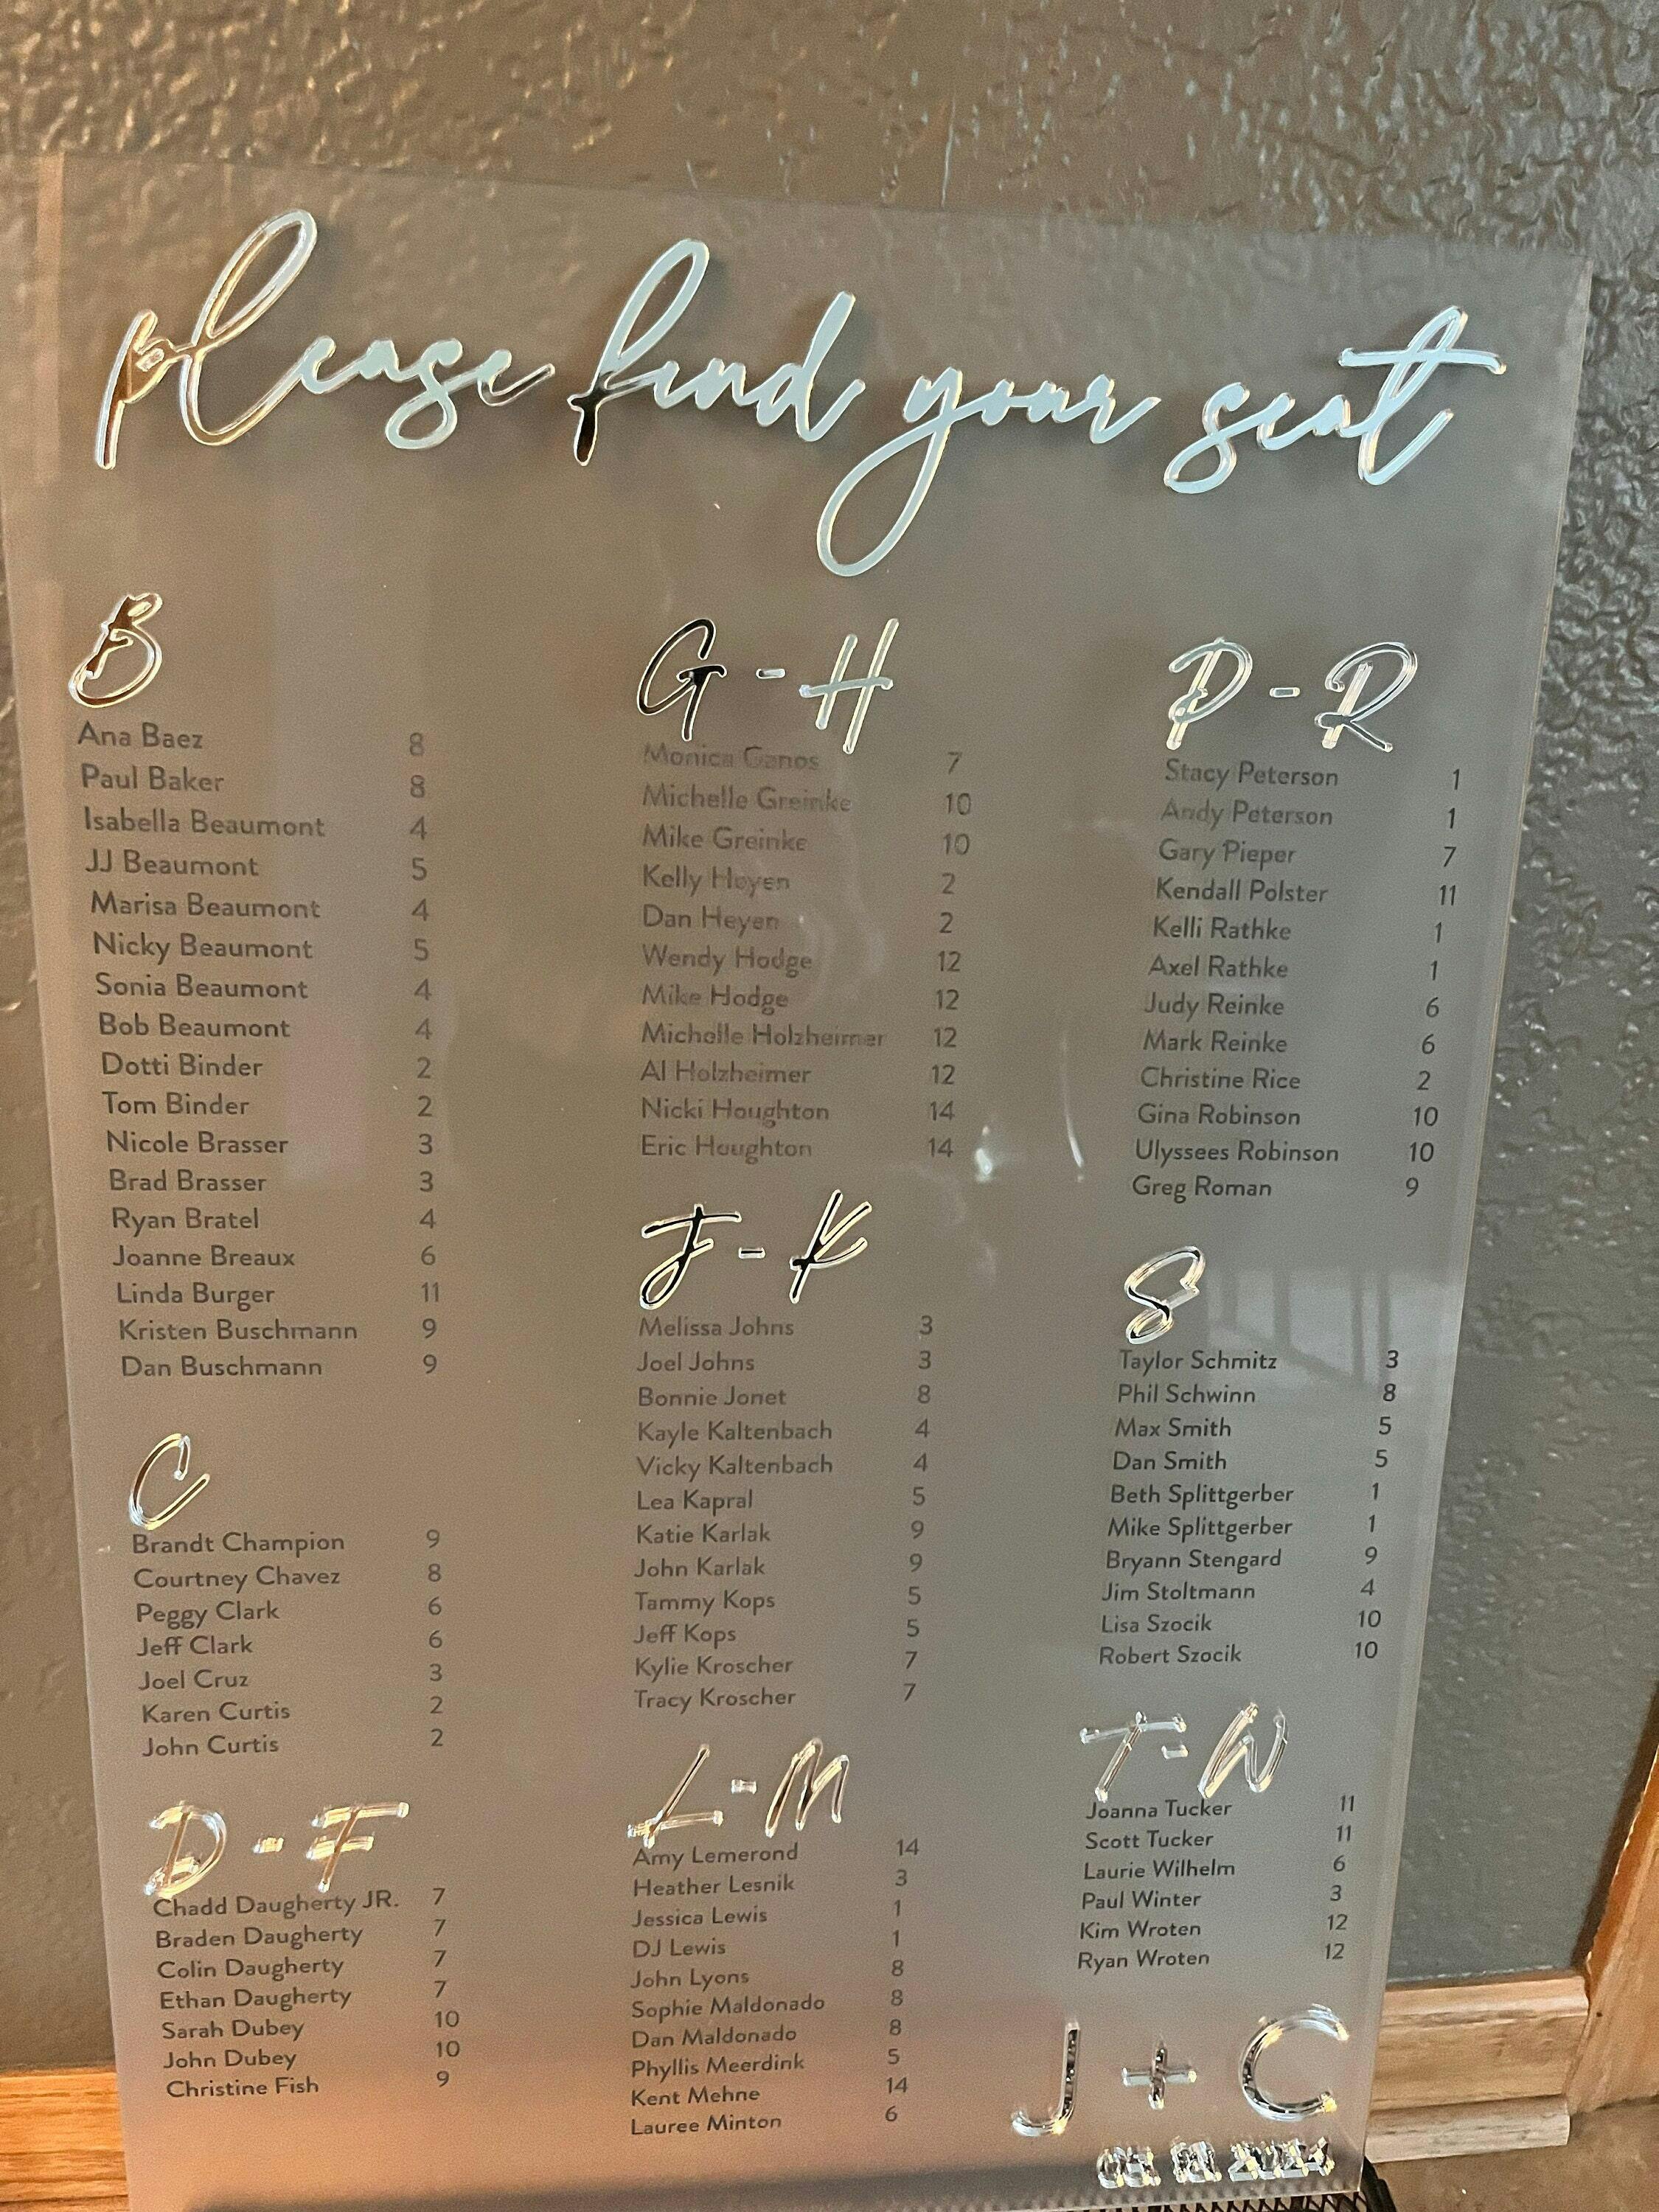 please find your seat
B
Ana Baez 8
Paul Baker 8
Isabella Beaumont 4
JJ Beaumont 5
Marisa Beaumont 4
Nicky Beaumont 5
Sonia Beaumont 4
Bob Beaumont 4
Dotti Binder 2
Tom Binder 2
Nicole Brasser 3
Brad Brasser 3
Ryan Bratel 4
Joanne Breaux 6
Linda Burger 11
Kristen Buschmann 9
Dan Buschmann 9
C
Brandt Champion 9
Courtney Chavez 8
Peggy Clark 6
Jeff Clark 6
Joel Cruz 3
Karen Curtis 2
John Curtis 2
D - F
Chadd Daugherty JR. 7
Braden Daugherty 7
Colin Daugherty 7
Ethan Daugherty 7
Sarah Dubey 10
John Dubey 10
Christine Fish 9
G - H
Monica Ganos 7
Michelle Greinke 10
Mike Greinke 10
Kelly Heyen 2
Dan Heyen 2
Wendy Hodge 12
Mike Hodge 12
Michelle Holzheimer 12
Al Holzheimer 12
Nicki Houghton 14
Eric Houghton 14
J - K
Melissa Johns 3
Joel Johns 3
Bonnie Jonet 8
Kayle Kaltenbach 4
Vicky Kaltenbach 4
Lea Kapral 5
Katie Karlak 9
John Karlak 9
Tammy Kops 5
Jeff Kops 5
Kylie Kroscher 7
Tracy Kroscher 7
L - M
Amy Lemerond 14
Heather Lesnik 3
Jessica Lewis 1
DJ Lewis 1
John Lyons 8
Sophie Maldonado 8
Dan Maldonado 8
Phyllis Meerdink 5
Kent Mehne 14
Lauree Minton 6
P - R
Stacy Peterson 1
Andy Peterson 1
Gary Pieper 7
Kendall Polster 11
Kelli Rathke 1
Axel Rathke 1
Judy Reinke 6
Mark Reinke 6
Christine Rice 2
Gina Robinson 10
Ulyssees Robinson 10
Greg Roman 9
S
Taylor Schmitz 3
Phil Schwinn 8
Max Smith 5
Dan Smith 5
Beth Splittgerber 1
Mike Splittgerber 1
Bryann Stengard 9
Jim Stoltmann 4
Lisa Szocik 10
Robert Szocik 10
T - W
Joanna Tucker 11
Scott Tucker 11
Laurie Wilhelm 6
Paul Winter 3
Kim Wroten 12
Ryan Wroten 12
J + C
2024